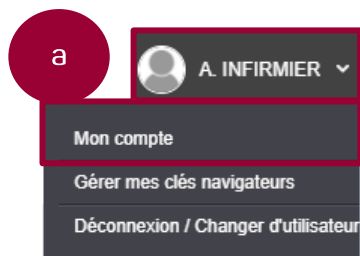 a
A. INFIRMIER
Mon compte
Gérer mes clés navigateurs
Déconnexion / Changer d'utilisateur